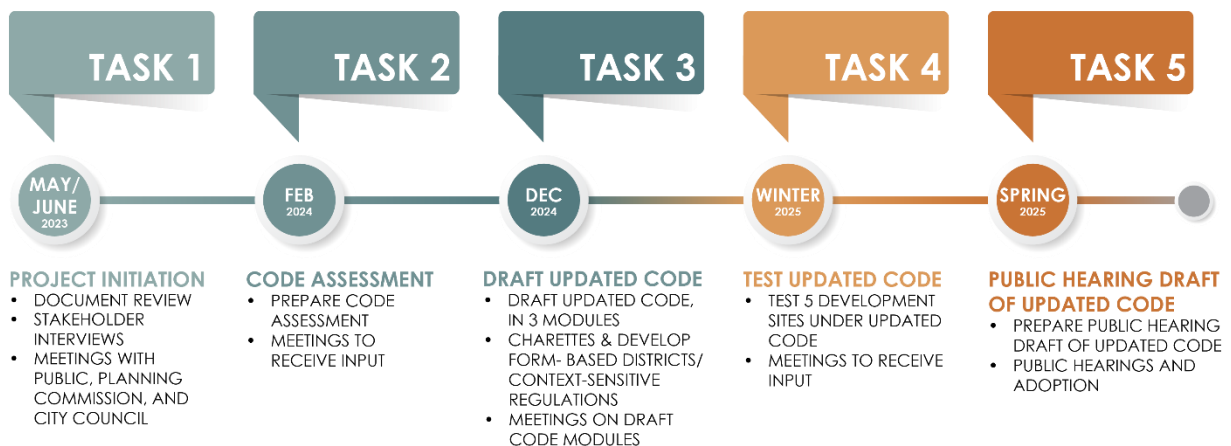 TASK 1
TASK 2
TASK 3
TASK 4
TASK 5
MAY/
JUNE
2023
FEB
2024
DEC
2024
WINTER
2025
SPRING
2025
PROJECT INITIATION
• DOCUMENT REVIEW
• STAKEHOLDER
INTERVIEWS
• MEETINGS WITH
PUBLIC, PLANNING
COMMISSION, AND
CITY COUNCIL
CODE ASSESSMENT
• PREPARE CODE
ASSESSMENT
• MEETINGS TO
RECEIVE INPUT
DRAFT UPDATED CODE
• DRAFT UPDATED CODE,
IN 3 MODULES
• CHARETTES & DEVELOP
FORM- BASED DISTRICTS/
CONTEXT-SENSITIVE
REGULATIONS
• MEETINGS ON DRAFT
CODE MODULES
TEST UPDATED CODE
• TEST 5 DEVELOPMENT
SITES UNDER UPDATED
CODE
• MEETINGS TO RECEIVE
INPUT
PUBLIC HEARING DRAFT
OF UPDATED CODE
• PREPARE PUBLIC HEARING
DRAFT OF UPDATED CODE
• PUBLIC HEARINGS AND
ADOPTION